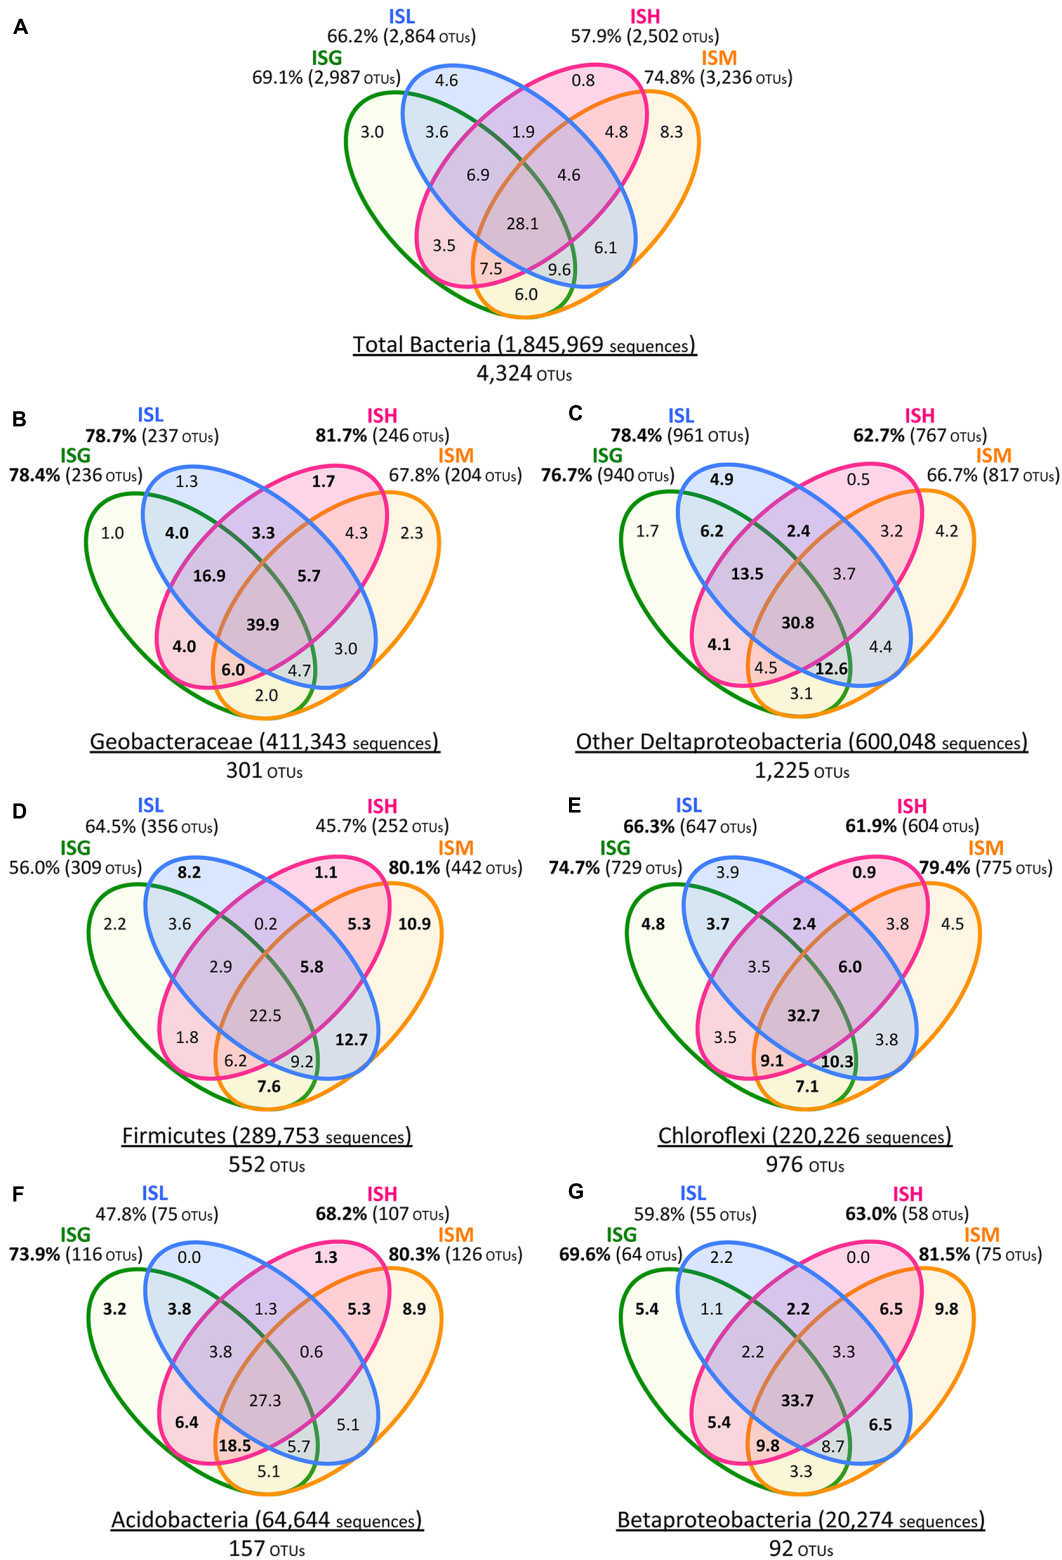 A
ISL
66.2% (2,864 OTUs)
ISH
57.9% (2,502 OTUs)
ISG
69.1% (2,987 OTUs)
ISM
74.8% (3,236 OTUs)
4.6
0.8
3.0
3.6
1.9
4.8
8.3
6.9
4.6
28.1
3.5
6.1
7.5
9.6
6.0
Total Bacteria (1,845,969 sequences)
4,324 OTUs
B
ISL
78.7% (237 OTUs)
ISH
81.7% (246 OTUs)
ISG
78.4% (236 OTUs)
ISM
67.8% (204 OTUs)
1.3
1.7
1.0
4.0
3.3
4.3
2.3
16.9
5.7
39.9
4.0
3.0
6.0
4.7
2.0
Geobacteraceae (411,343 sequences)
301 OTUs
C
ISL
78.4% (961 OTUs)
ISH
62.7% (767 OTUs)
ISG
76.7% (940 OTUs)
ISM
66.7% (817 OTUs)
4.9
0.5
1.7
6.2
2.4
3.2
4.2
13.5
3.7
30.8
4.1
4.4
4.5
12.6
3.1
Other Deltaproteobacteria (600,048 sequences)
1,225 OTUs
D
ISL
64.5% (356 OTUs)
ISH
45.7% (252 OTUs)
ISG
56.0% (309 OTUs)
ISM
80.1% (442 OTUs)
8.2
1.1
2.2
3.6
0.2
5.3
10.9
2.9
5.8
22.5
1.8
12.7
6.2
9.2
7.6
Firmicutes (289,753 sequences)
552 OTUs
E
ISL
66.3% (647 OTUs)
ISH
61.9% (604 OTUs)
ISG
74.7% (729 OTUs)
ISM
79.4% (775 OTUs)
3.9
0.9
4.8
3.7
2.4
3.8
4.5
3.5
6.0
32.7
3.5
3.8
9.1
10.3
7.1
Chloroflexi (220,226 sequences)
976 OTUs
F
ISL
47.8% (75 OTUs)
ISH
68.2% (107 OTUs)
ISG
73.9% (116 OTUs)
ISM
80.3% (126 OTUs)
0.0
1.3
3.2
3.8
1.3
5.3
8.9
3.8
0.6
27.3
6.4
5.1
18.5
5.7
5.1
Acidobacteria (64,644 sequences)
157 OTUs
G
ISL
59.8% (55 OTUs)
ISH
63.0% (58 OTUs)
ISG
69.6% (64 OTUs)
ISM
81.5% (75 OTUs)
2.2
0.0
5.4
1.1
2.2
6.5
9.8
2.2
3.3
33.7
5.4
6.5
9.8
8.7
3.3
Betaproteobacteria (20,274 sequences)
92 OTUs